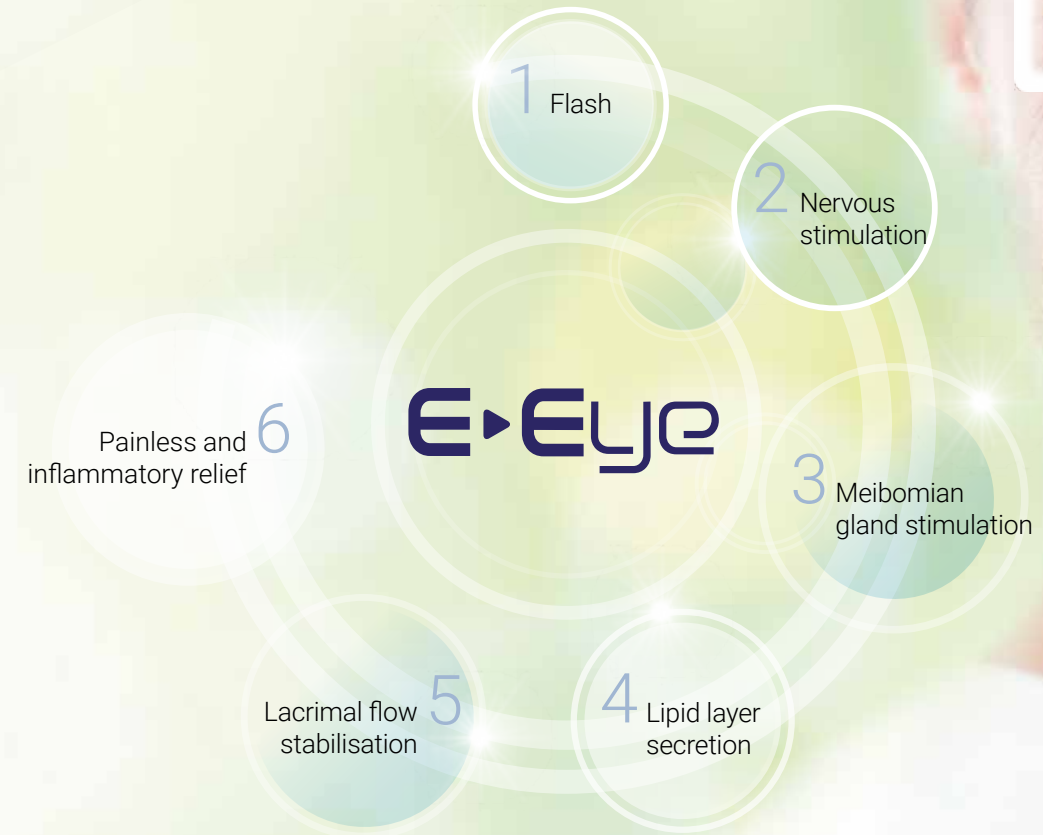 1 Flash
2 Nervous
stimulation
3 Meibomian
gland stimulation
4 Lipid layer
secretion
Lacrimal flow 5
stabilisation
Painless and 6
inflammatory relief
E Eye